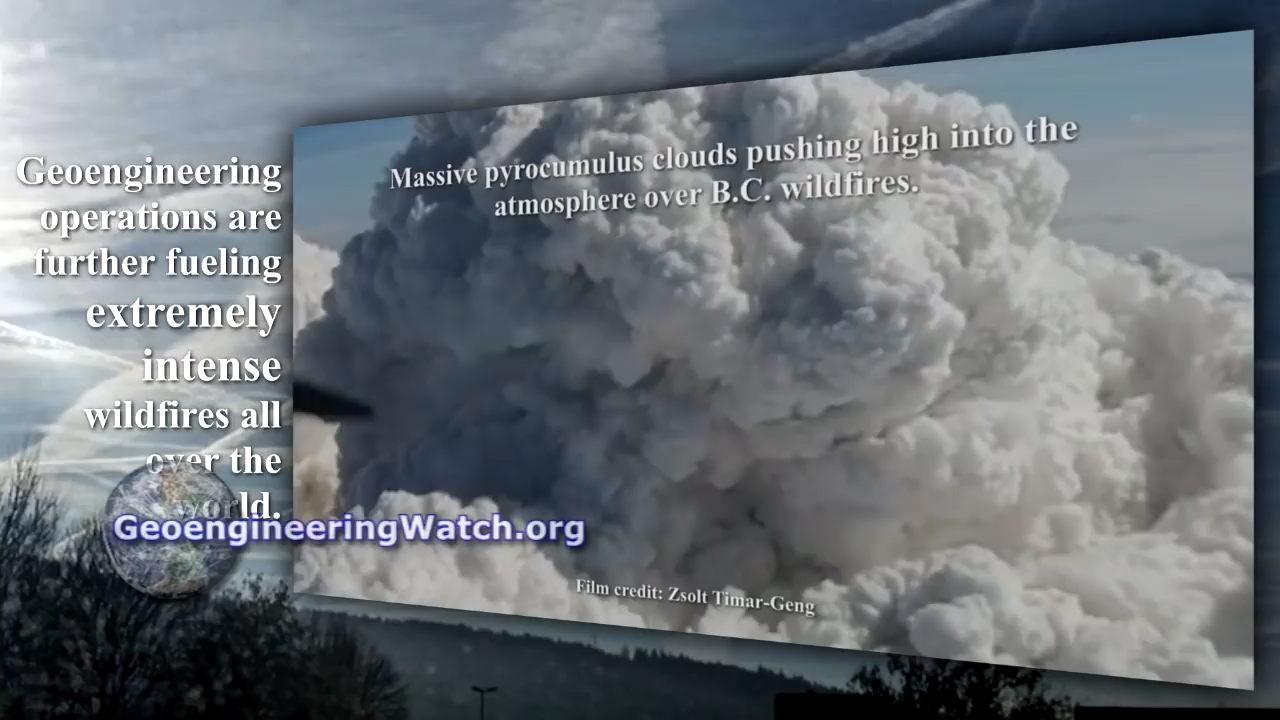 Geoengineering
operations are
further fueling
extremely
intense
wildfires all
over the
world.
Massive pyrocumulus clouds pushing high into the
atmosphere over B.C. wildfires.
GeoengineeringWatch.org
Film credit: Zsolt Timar-Geng